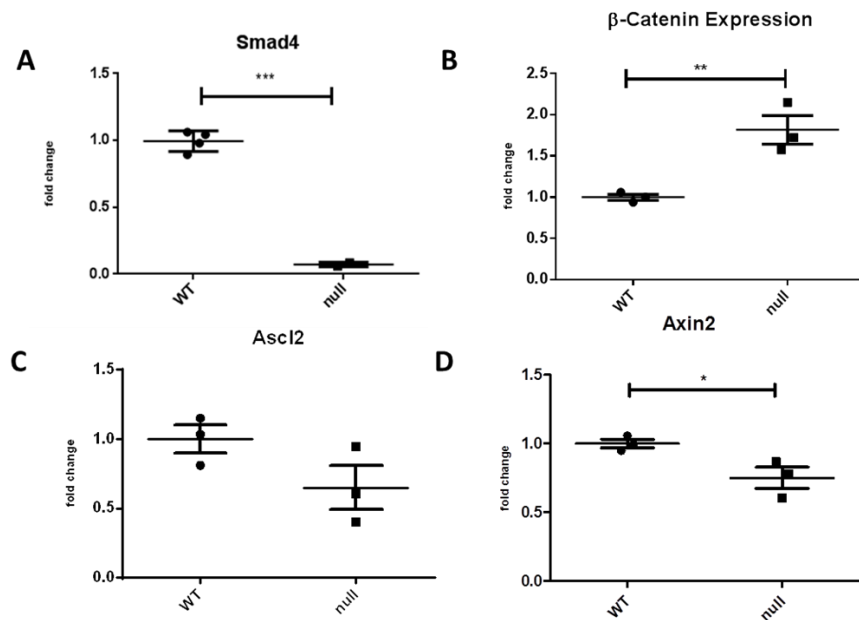 A
Smad4
***
1.5
1.0
0.5
0.0
fold change
WT
null
B
β-Catenin Expression
**
2.5
2.0
1.5
1.0
0.5
0.0
fold change
WT
null
C
Ascl2
1.5
1.0
0.5
0.0
fold change
WT
null
D
Axin2
*
1.5
1.0
0.5
0.0
fold change
WT
null